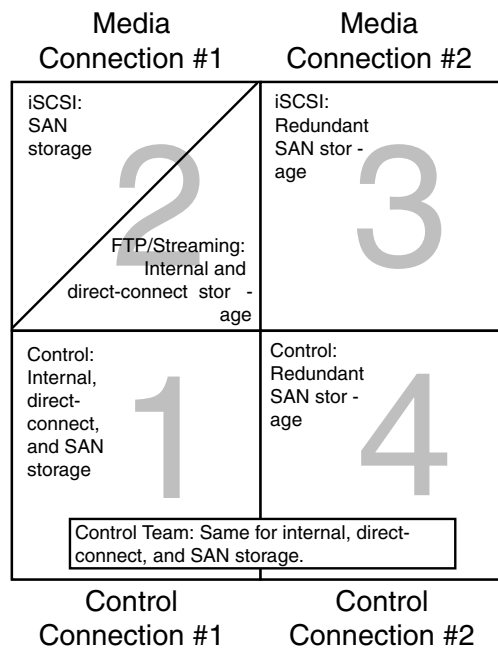 Media
Connection #1
Media
Connection #2
iSCSI:
SAN
storage
2
FTP/Streaming:
Internal and
direct-connect stor -
age
iSCSI:
Redundant
SAN stor -
age
3
Control:
Internal,
direct-
connect,
and SAN
storage
1
Control:
Redundant
SAN stor -
age
4
Control Team: Same for internal, direct-
connect, and SAN storage.
Control
Connection #1
Control
Connection #2